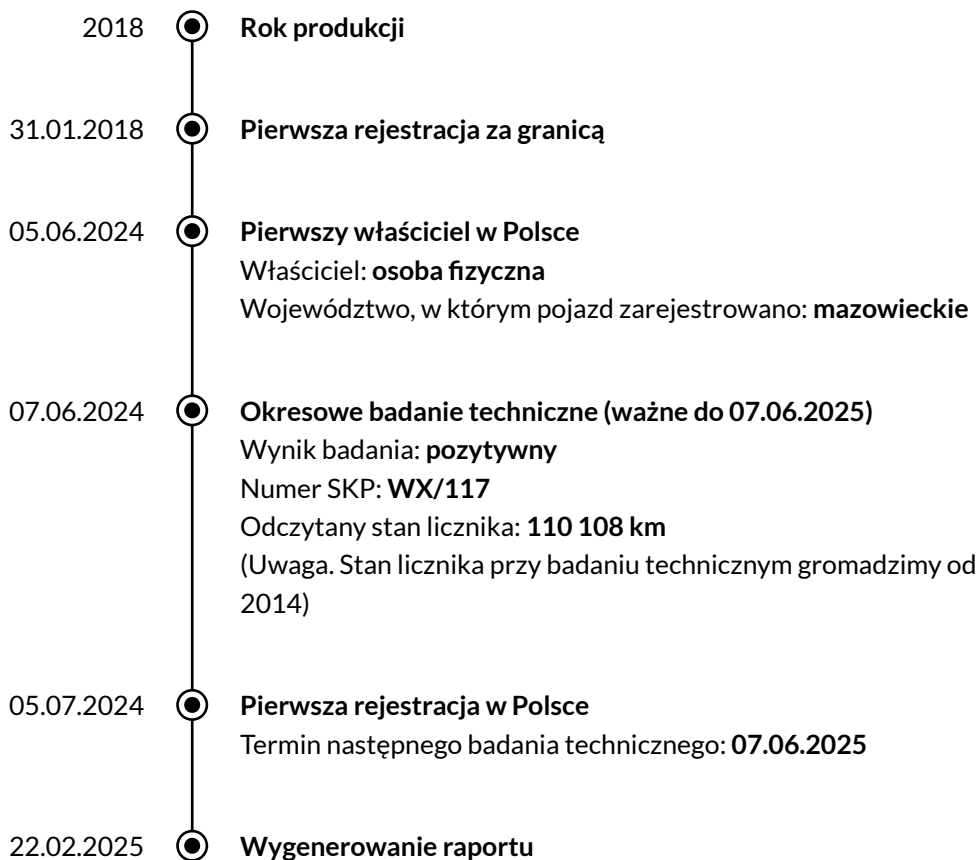 2018 Rok produkcji
31.01.2018 Pierwsza rejestracja za granicą
05.06.2024 Pierwszy właściciel w Polsce
Właściciel: osoba fizyczna
Województwo, w którym pojazd zarejestrowano: mazowieckie
07.06.2024 Okresowe badanie techniczne (ważne do 07.06.2025)
Wynik badania: pozytywny
Numer SKP: WX/117
Odczytany stan licznika: 110 108 km
(Uwaga. Stan licznika przy badaniu technicznym gromadzimy od
2014)
05.07.2024 Pierwsza rejestracja w Polsce
Termin następnego badania technicznego: 07.06.2025
22.02.2025 Wygenerowanie raportu